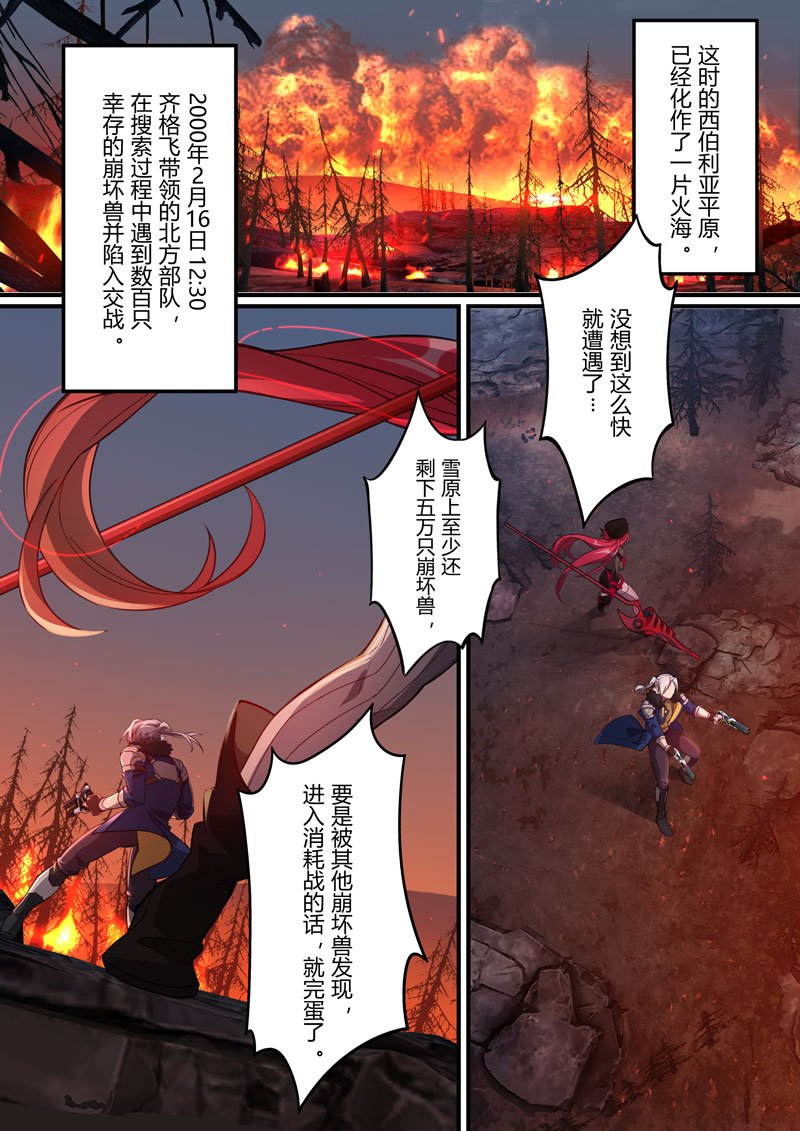 这时的西伯利亚平原，
已经化作了一片火海。
2000年2月16日 12:30
齐格飞带领的北方部队，
在搜索过程中遇到数百只
幸存的崩坏兽并陷入交战。
没想到这么快
就遭遇了…
雪原上至少还
剩下五万只崩坏兽，
要是被其他崩坏兽发现，
进入消耗战的话，就完蛋了。